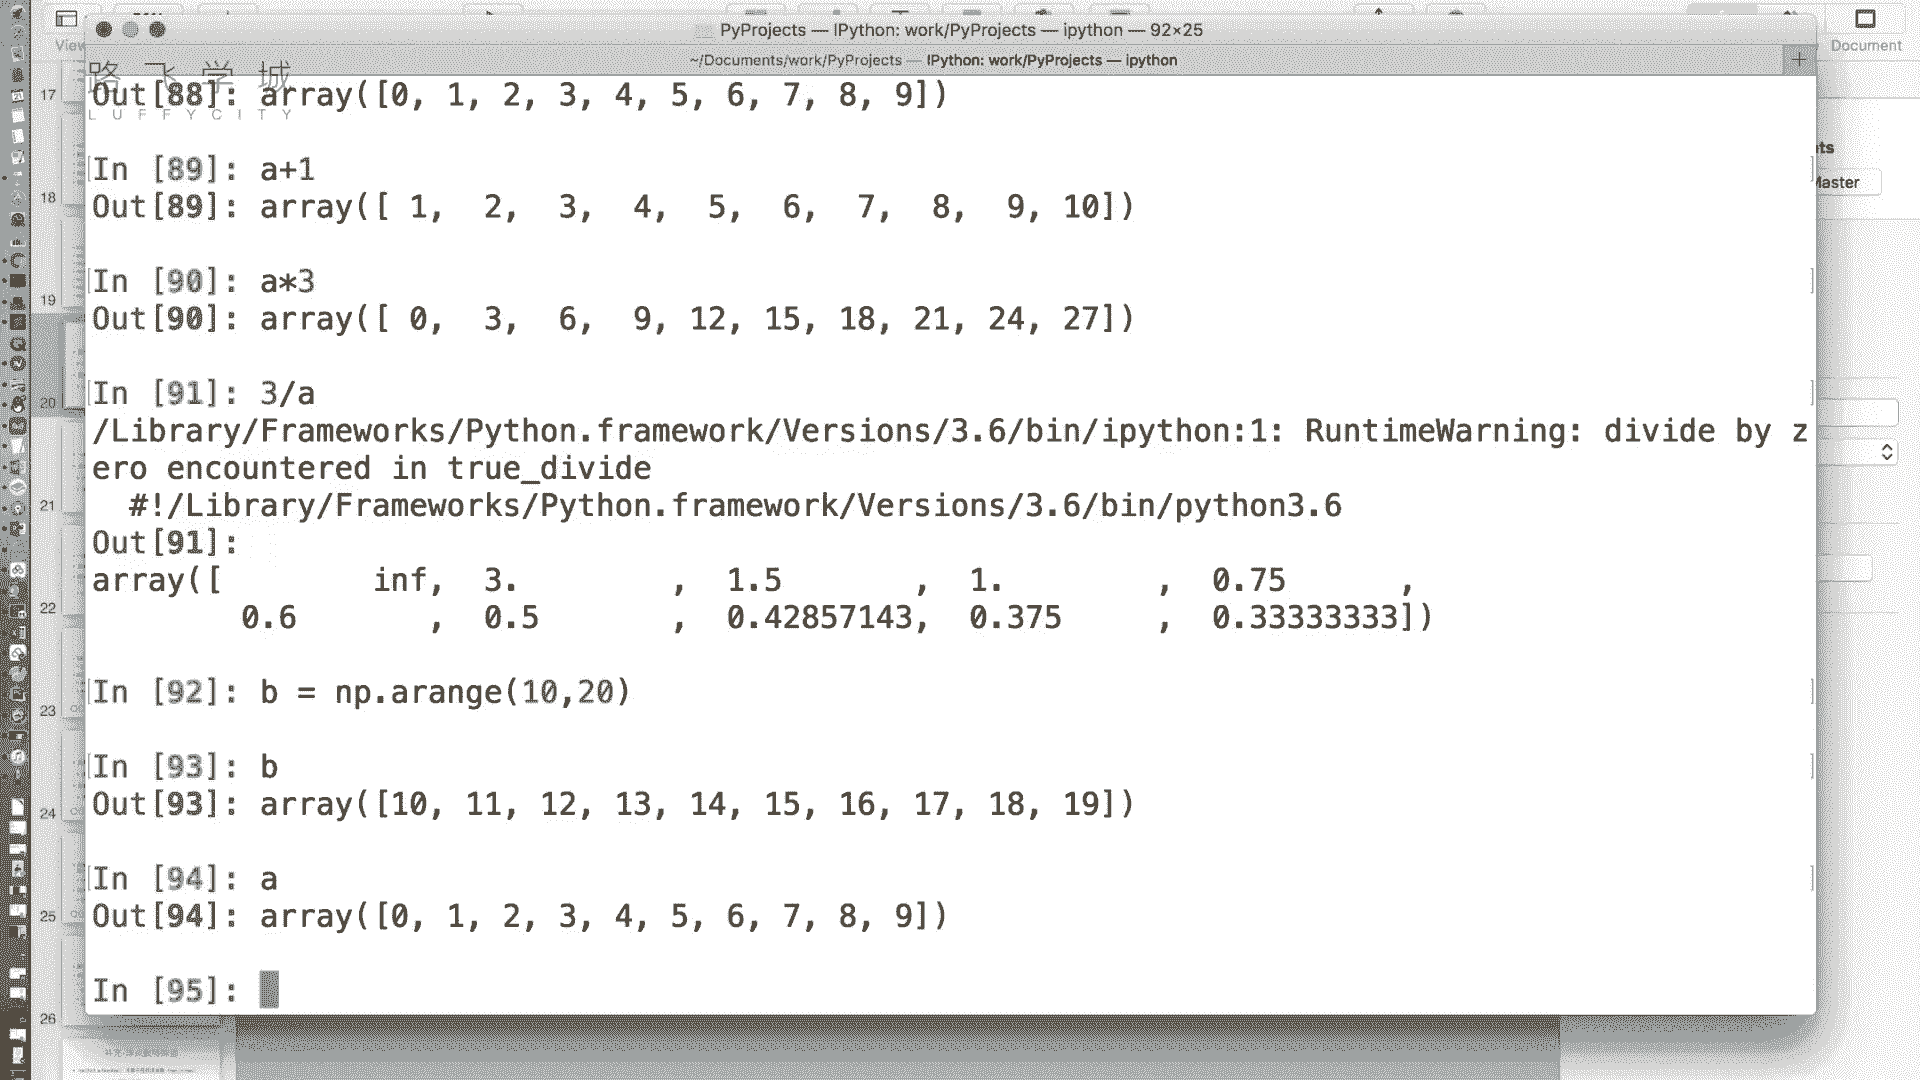 PyProjects — IPython: work/PyProjects — ipython — 92×25
View
Document
~/Documents/work/PyProjects — IPython: work/PyProjects — ipython
路飞学城
LUFFYCITY
Out[88]: array([0, 1, 2, 3, 4, 5, 6, 7, 8, 9])
In [89]: a+1
Out[89]: array([ 1,  2,  3,  4,  5,  6,  7,  8,  9, 10])
In [90]: a*3
Out[90]: array([ 0,  3,  6,  9, 12, 15, 18, 21, 24, 27])
In [91]: 3/a
/Library/Frameworks/Python.framework/Versions/3.6/bin/ipython:1: RuntimeWarning: divide by z
ero encountered in true_divide
  #!/Library/Frameworks/Python.framework/Versions/3.6/bin/python3.6
Out[91]:
array([        inf,  3.        ,  1.5       ,  1.        ,  0.75      ,
        0.6       ,  0.5       ,  0.42857143,  0.375     ,  0.33333333])
In [92]: b = np.arange(10,20)
In [93]: b
Out[93]: array([10, 11, 12, 13, 14, 15, 16, 17, 18, 19])
In [94]: a
Out[94]: array([0, 1, 2, 3, 4, 5, 6, 7, 8, 9])
In [95]:
17
18
19
20
21
22
23
24
25
26